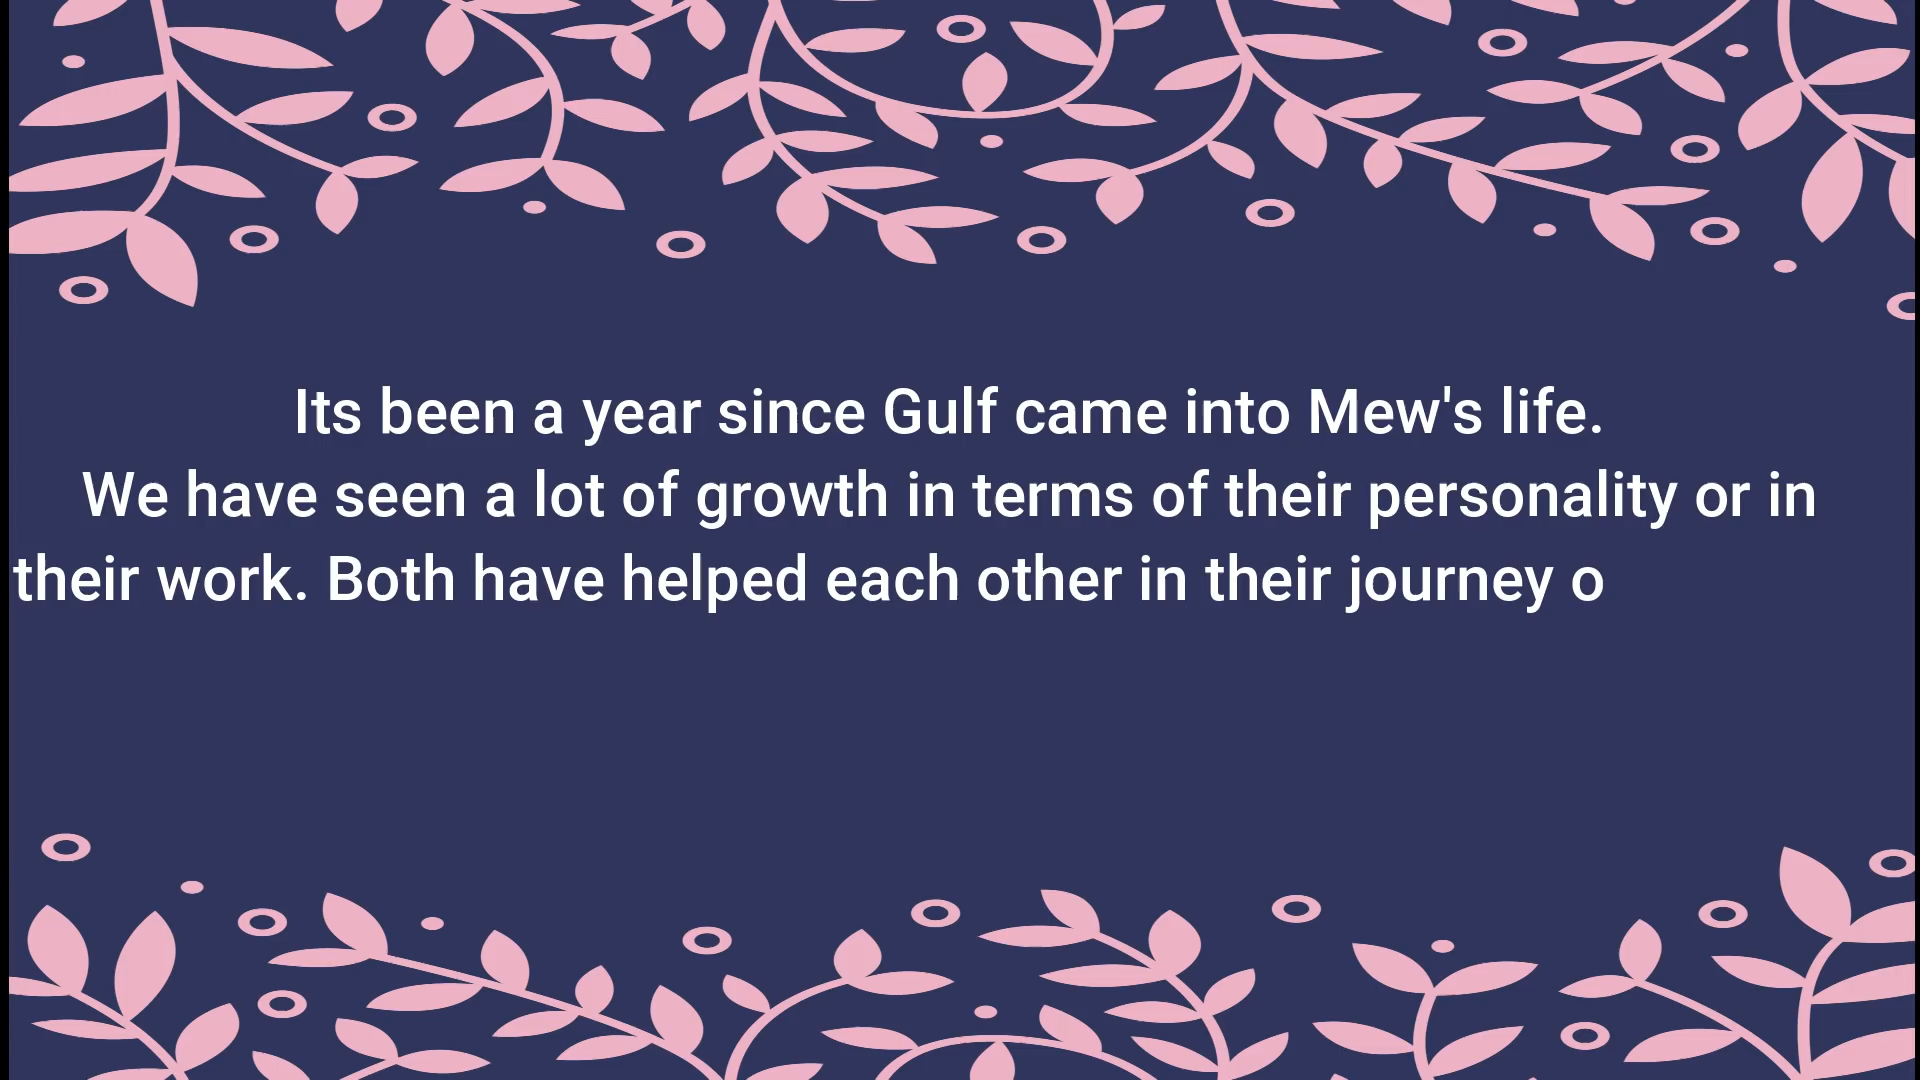 Its been a year since Gulf came into Mew's life.
We have seen a lot of growth in terms of their personality or in
their work. Both have helped each other in their journey o